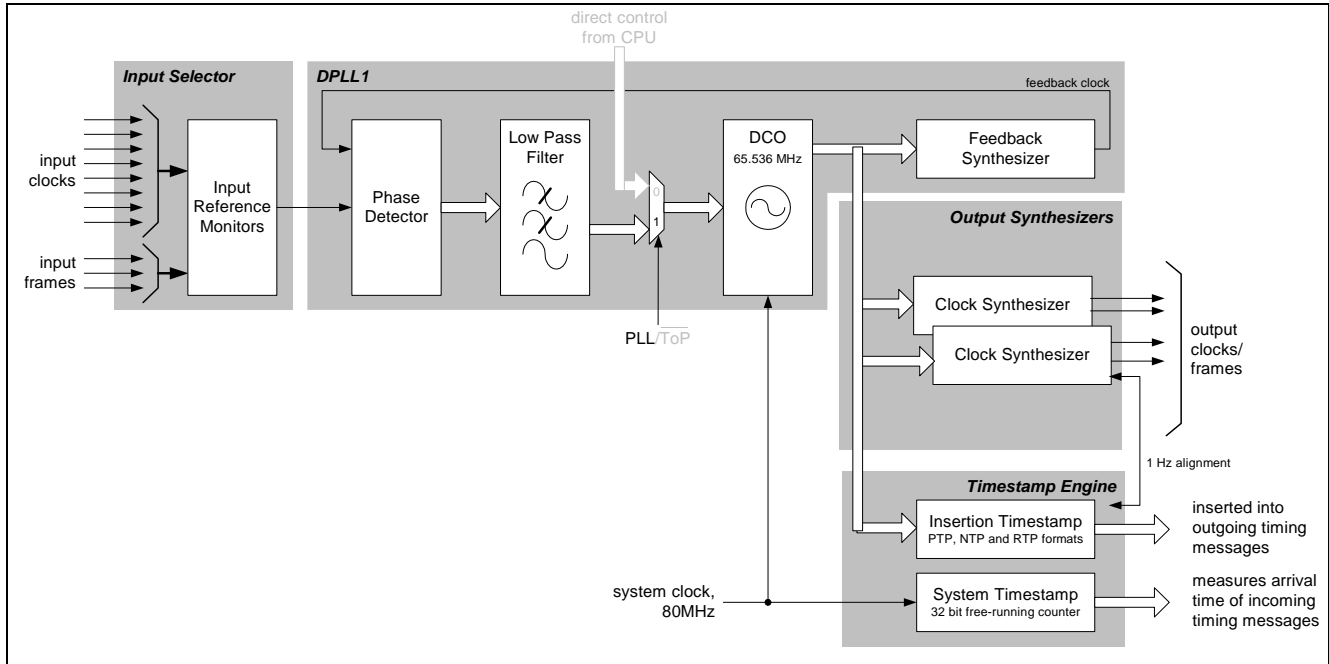 direct control
from CPU
Input Selector
DPLL1
feedback clock
input
clocks
input
frames
Input
Reference
Monitors
Phase
Detector
Low Pass
Filter
0
1
PLL/ToP
DCO
65.536 MHz
Feedback
Synthesizer
Output Synthesizers
Clock Synthesizer
Clock Synthesizer
output
clocks/
frames
1 Hz alignment
Timestamp Engine
Insertion Timestamp
PTP, NTP and RTP formats
inserted into
outgoing timing
messages
system clock,
80MHz
System Timestamp
32 bit free-running counter
measures arrival
time of incoming
timing messages